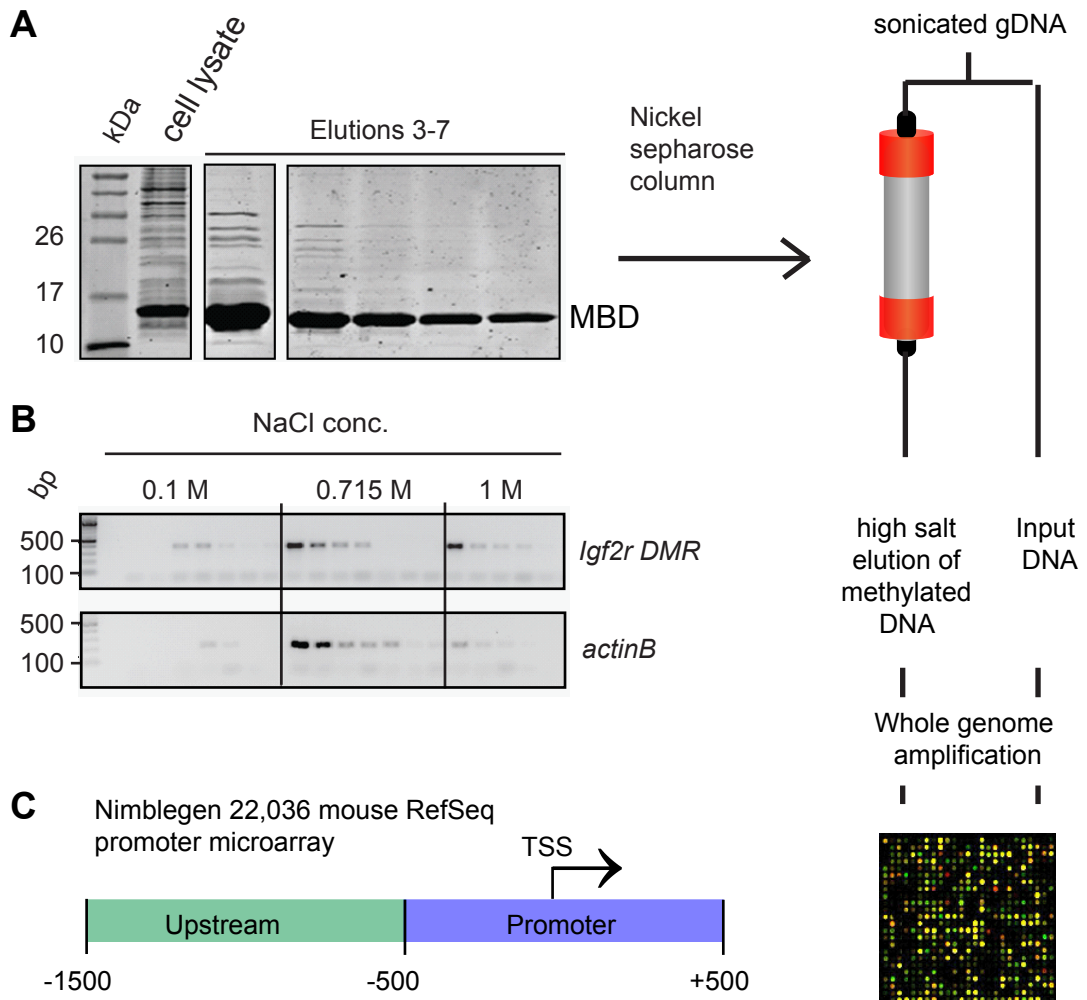 A
kDa
cell lysate
Elutions 3-7
26
17
10
MBD
Nickel
sepharose
column
sonicated gDNA
B
NaCl conc.
bp
0.1 M
0.715 M
1 M
500
100
Igf2r DMR
500
100
actinB
high salt
elution of
methylated
DNA
Input
DNA
Whole genome
amplification
C
Nimblegen 22,036 mouse RefSeq
promoter microarray
TSS
Upstream
Promoter
-1500
-500
+500